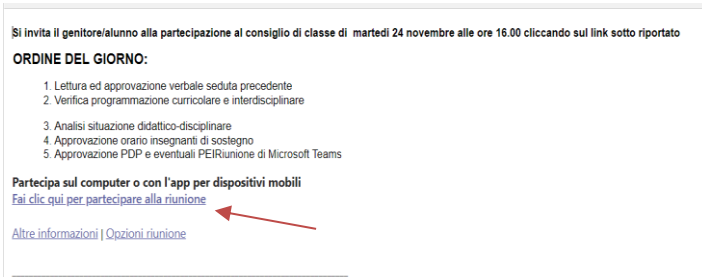 Si invita il genitore/alunno alla partecipazione al consiglio di classe di martedì 24 novembre alle ore 16.00 cliccando sul link sotto riportato
ORDINE DEL GIORNO:
1. Lettura ed approvazione verbale seduta precedente
2. Verifica programmazione curricolare e interdisciplinare
3. Analisi situazione didattico-disciplinare
4. Approvazione orario insegnanti di sostegno
5. Approvazione PDP e eventuali PEIRiunione di Microsoft Teams
Partecipa sul computer o con l'app per dispositivi mobili
Fai clic qui per partecipare alla riunione
Altre informazioni | Opzioni riunione